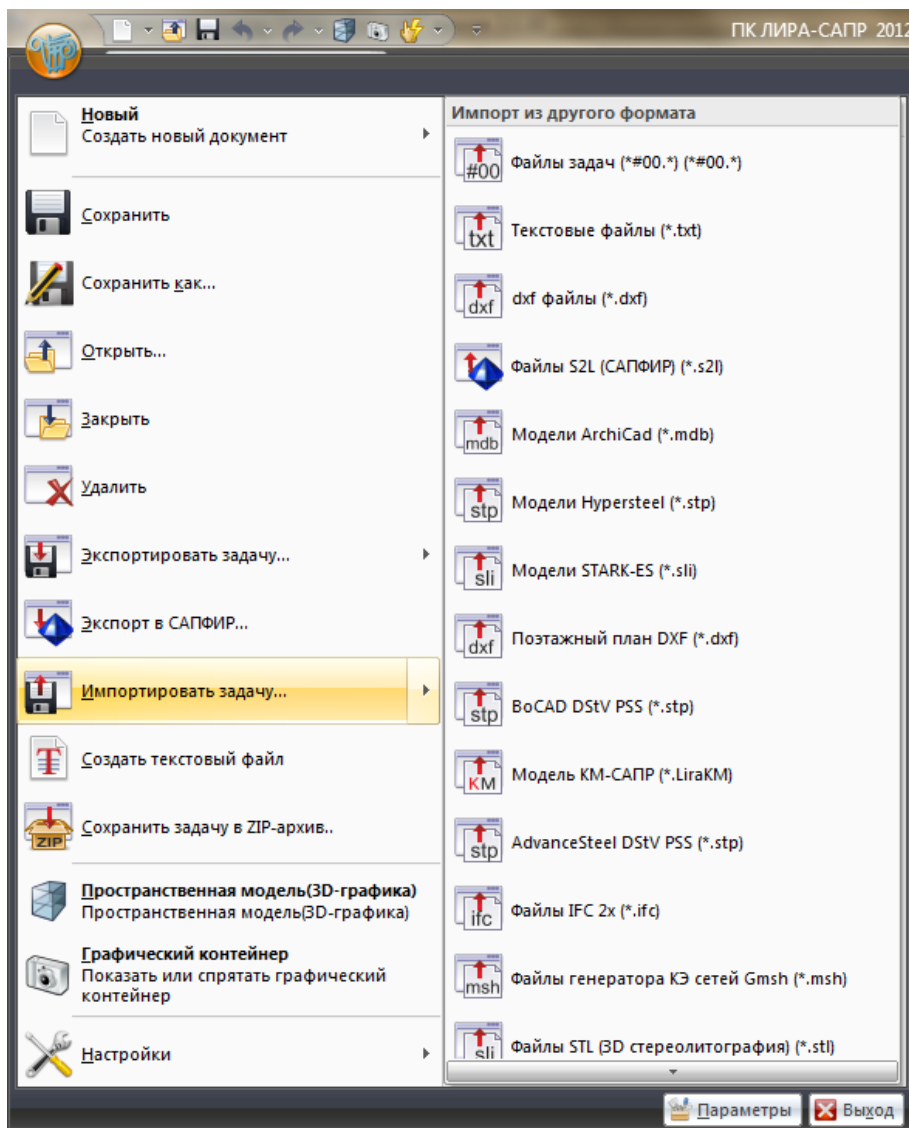 ПК ЛИРА-САПР 2012
Новый
Создать новый документ
Сохранить
Сохранить как...
Открыть...
Закрыть
Удалить
Экспортировать задачу...
Экспорт в САПФИР...
Импортировать задачу...
Создать текстовый файл
ZIP
Сохранить задачу в ZIP-архив..
Пространственная модель(3D-графика)
Пространственная модель(3D-графика)
Графический контейнер
Показать или спрятать графический
контейнер
Настройки
Импорт из другого формата
#00 Файлы задач (*#00.*) (*#00.*)
txt Текстовые файлы (*.txt)
dxf dxf файлы (*.dxf)
Файлы S2L (САПФИР) (*.s2l)
mdb Модели ArchiCad (*.mdb)
stp Модели Hypersteel (*.stp)
sli Модели STARK-ES (*.sli)
dxf Поэтажный план DXF (*.dxf)
stp BoCAD DStV PSS (*.stp)
KM Модель КМ-САПР (*.LiraKM)
stp AdvanceSteel DStV PSS (*.stp)
ifc Файлы IFC 2x (*.ifc)
msh Файлы генератора КЭ сетей Gmsh (*.msh)
sli Файлы STL (3D стереолитография) (*.stl)
Параметры
Выход